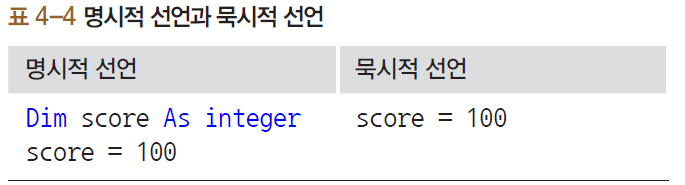 표 4-4 명시적 선언과 묵시적 선언
명시적 선언 묵시적 선언
Dim score As integer score = 100
score = 100